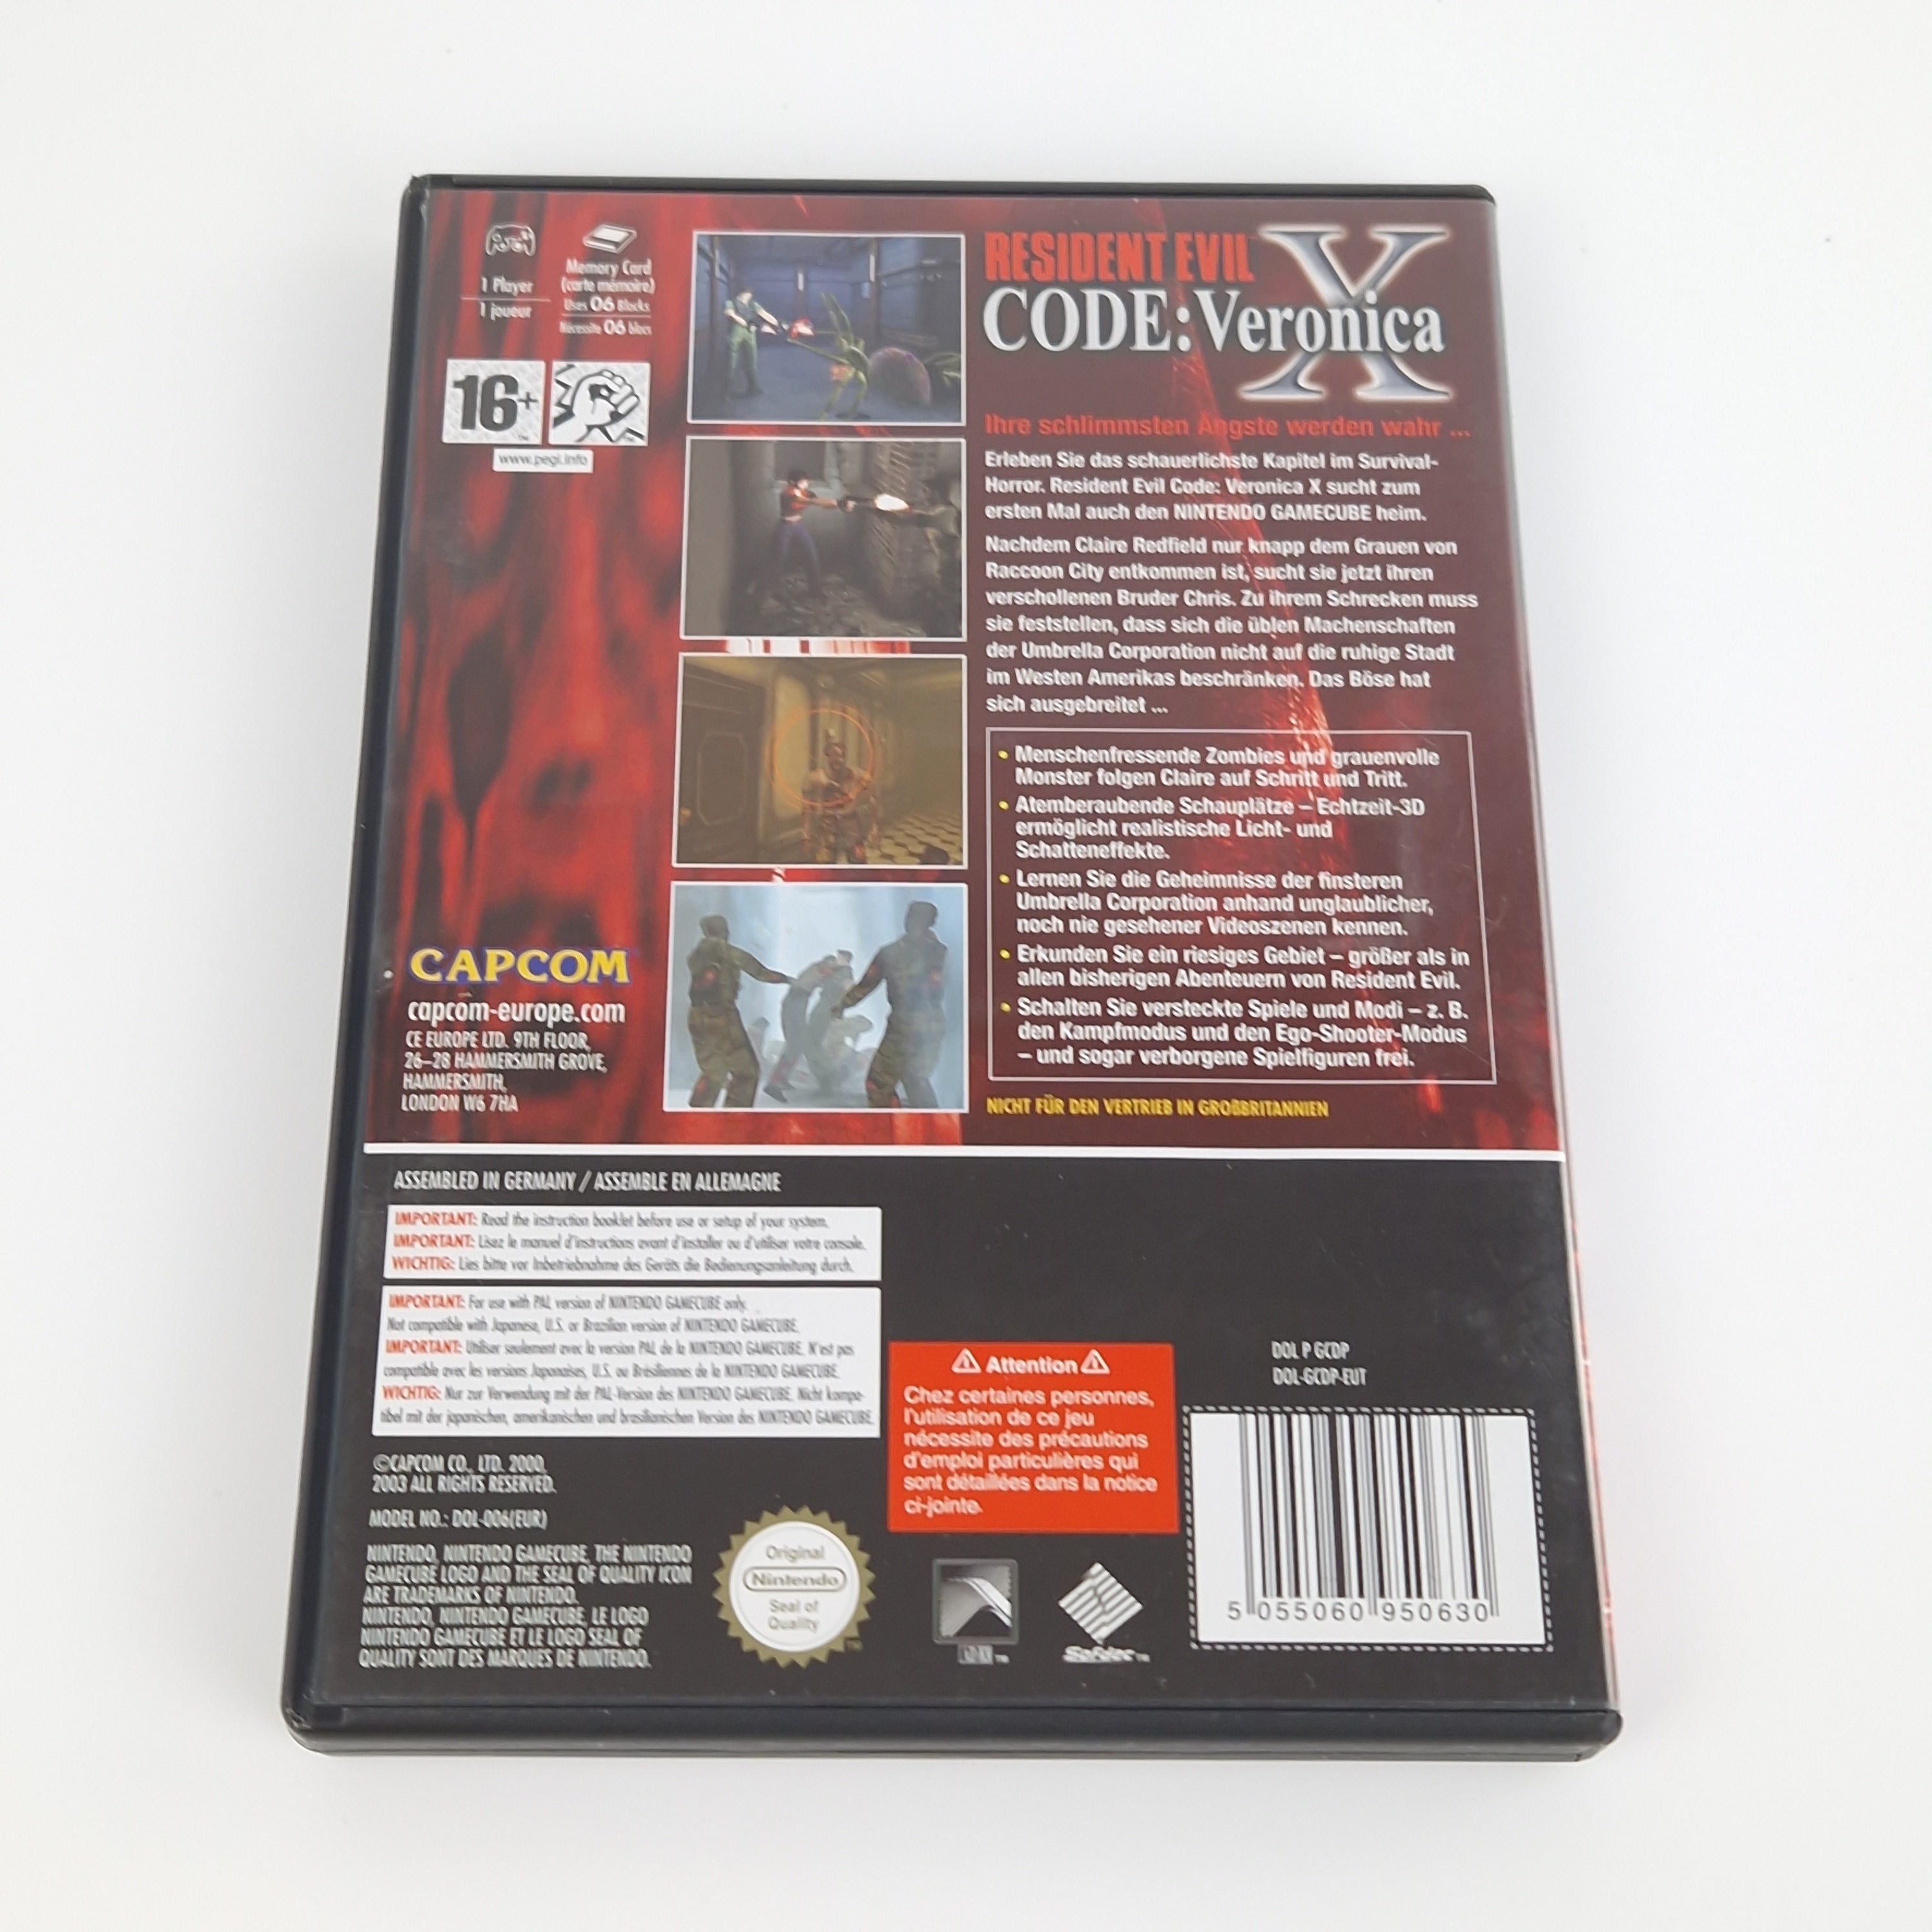 1 Player
1 joueur
Memory Card
(carte mémoire)
Uses 06 Blocks
Nécessite 06 blocs
16+
www.pegi.info
RESIDENT EVIL
CODE: Veronica X
Ihre schlimmsten Ängste werden wahr ...
Erleben Sie das schauerlichste Kapitel im Survival-
Horror. Resident Evil Code: Veronica X sucht zum
ersten Mal auch den NINTENDO GAMECUBE heim.
Nachdem Claire Redfield nur knapp dem Grauen von
Raccoon City entkommen ist, sucht sie jetzt ihren
verschollenen Bruder Chris. Zu ihrem Schrecken muss
sie feststellen, dass sich die üblen Machenschaften
der Umbrella Corporation nicht auf die ruhige Stadt
im Westen Amerikas beschränken. Das Böse hat
sich ausgebreitet ...
• Menschenfressende Zombies und grauenvolle
Monster folgen Claire auf Schritt und Tritt.
• Atemberaubende Schauplätze – Echtzeit-3D
ermöglicht realistische Licht- und
Schatteneffekte.
• Lernen Sie die Geheimnisse der finsteren
Umbrella Corporation anhand unglaublicher,
noch nie gesehener Videoszenen kennen.
• Erkunden Sie ein riesiges Gebiet – größer als in
allen bisherigen Abenteuern von Resident Evil.
• Schalten Sie versteckte Spiele und Modi – z. B.
den Kampfmodus und den Ego-Shooter-Modus
– und sogar verborgene Spielfiguren frei.
NICHT FÜR DEN VERTRIEB IN GROßBRITANNIEN
CAPCOM
capcom-europe.com
CE EUROPE LTD. 9TH FLOOR,
26–28 HAMMERSMITH GROVE,
HAMMERSMITH,
LONDON W6 7HA
ASSEMBLED IN GERMANY / ASSEMBLE EN ALLEMAGNE
IMPORTANT: Read the instruction booklet before use or setup of your system.
IMPORTANT: Lisez le manuel d'instructions avant d'installer ou d'utiliser votre console.
WICHTIG: Lies bitte vor Inbetriebnahme des Geräts die Bedienungsanleitung durch.
IMPORTANT: For use with PAL version of NINTENDO GAMECUBE only.
Not compatible with Japanese, U.S. or Brazilian version of NINTENDO GAMECUBE.
IMPORTANT: Utiliser seulement avec la version PAL de la NINTENDO GAMECUBE. N'est pas
compatible avec les versions Japonaises, U.S. ou Brésiliennes de la NINTENDO GAMECUBE.
WICHTIG: Nur zur Verwendung mit der PAL-Version des NINTENDO GAMECUBE. Nicht kompa-
tibel mit der japanischen, amerikanischen und brasilianischen Version des NINTENDO GAMECUBE.
©CAPCOM CO., LTD. 2000,
2003 ALL RIGHTS RESERVED.
MODEL NO.: DOL-006(EUR)
NINTENDO, NINTENDO GAMECUBE, THE NINTENDO
GAMECUBE LOGO AND THE SEAL OF QUALITY ICON
ARE TRADEMARKS OF NINTENDO.
NINTENDO, NINTENDO GAMECUBE, LE LOGO
NINTENDO GAMECUBE ET LE LOGO SEAL OF
QUALITY SONT DES MARQUES DE NINTENDO.
Original
Nintendo
Seal of
Quality
TM
Attention
Chez certaines personnes,
l'utilisation de ce jeu
nécessite des précautions
d'emploi particulières qui
sont détaillées dans la notice
ci-jointe.
Sofdec TM
DOL P GCDP
DOL-GCDP-EUT
5 055060 950630